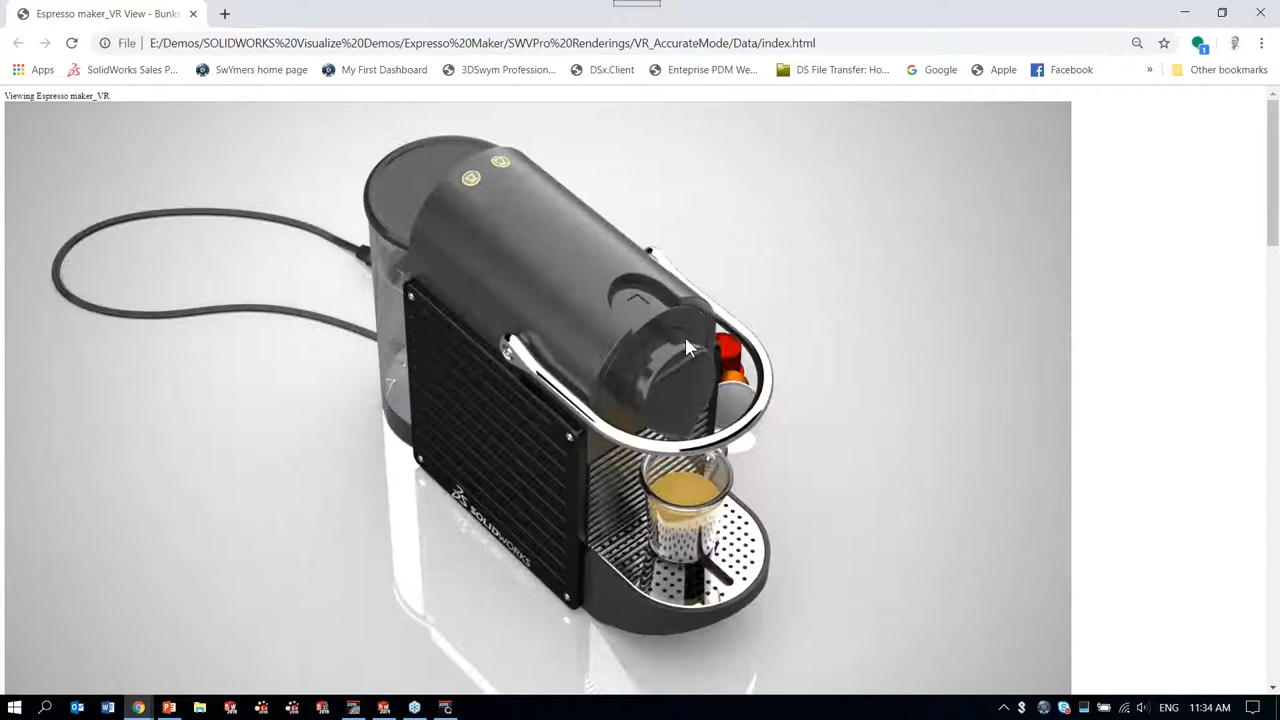 Espresso maker_VR View - Bunks
File
E:/Demos/SOLIDWORKS%20Visualize%20Demos/Expresso%20Maker/SWVPro%20Renderings/VR_AccurateMode/Data/index.html
Apps
SolidWorks Sales P...
SwYmers home page
My First Dashboard
3DSwym Profession...
DSx.Client
Enteprise PDM We...
DS File Transfer: Ho...
Google
Apple
Facebook
»
Other bookmarks
Viewing Espresso maker_VR
SOLIDWORKS
ENG
11:34 AM